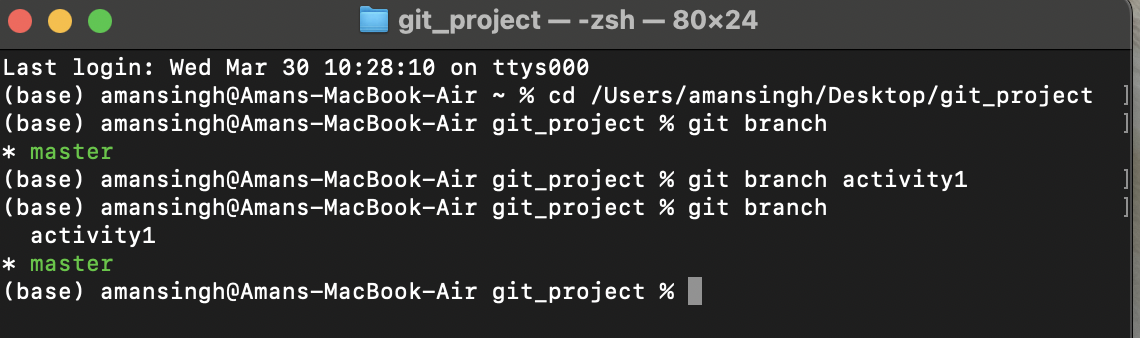 git_project — -zsh — 80×24
Last login: Wed Mar 30 10:28:10 on ttys000
(base) amansingh@Amans-MacBook-Air ~ % cd /Users/amansingh/Desktop/git_project ]
(base) amansingh@Amans-MacBook-Air git_project % git branch ]
* master
(base) amansingh@Amans-MacBook-Air git_project % git branch activity1 ]
(base) amansingh@Amans-MacBook-Air git_project % git branch ]
  activity1
* master
(base) amansingh@Amans-MacBook-Air git_project %